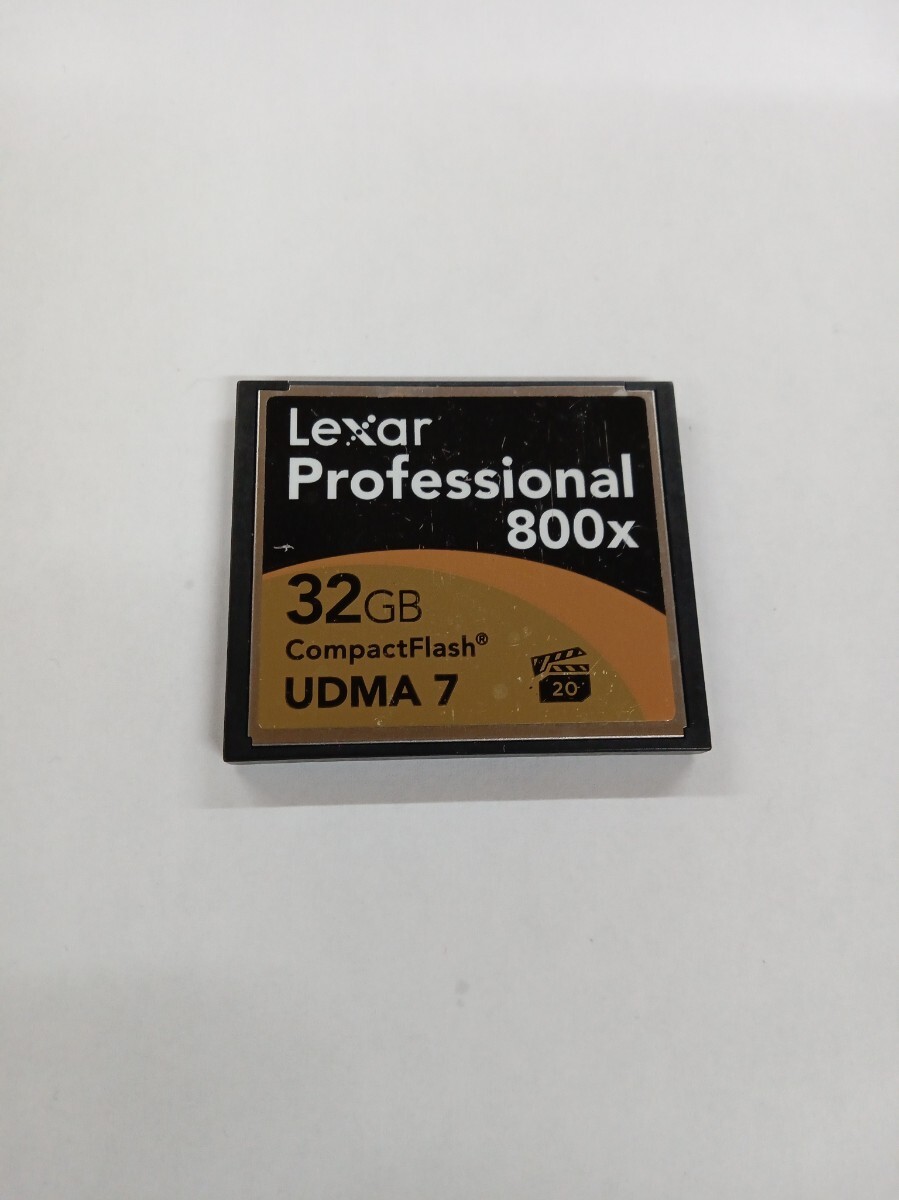 Lexar
Professional
800x
32GB
CompactFlash®
UDMA 7
20